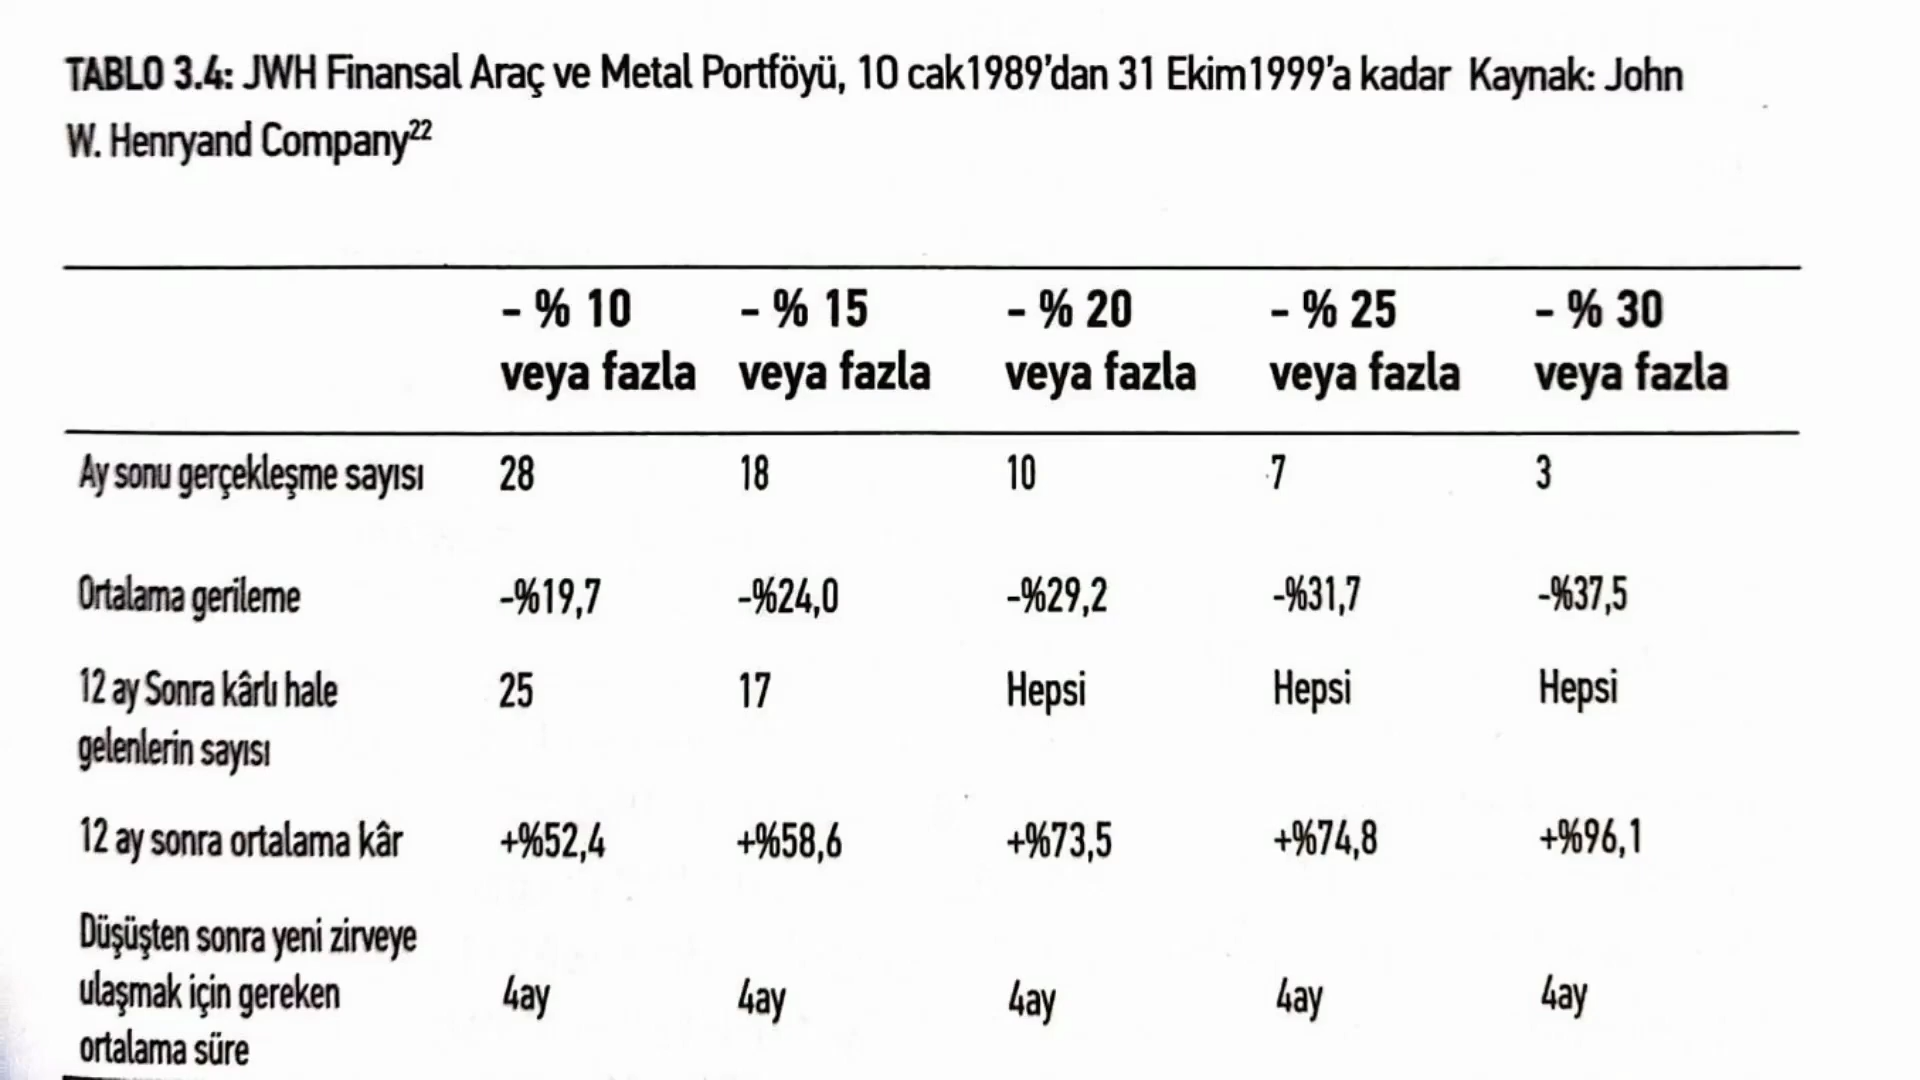 TABLO 3.4: JWH Finansal Araç ve Metal Portföyü, 10 cak1989'dan 31 Ekim1999'a kadar Kaynak: John
W. Henryand Company22
- % 10 - % 15 - % 20 - % 25 - % 30
veya fazla veya fazla veya fazla veya fazla veya fazla
Ay sonu gerçekleşme sayısı 28 18 10 7 3
Ortalama gerileme -%19,7 -%24,0 -%29,2 -%31,7 -%37,5
12 ay Sonra kârlı hale 25 17 Hepsi Hepsi Hepsi
gelenlerin sayısı
12 ay sonra ortalama kâr +%52,4 +%58,6 +%73,5 +%74,8 +%96,1
Düşüşten sonra yeni zirveye
ulaşmak için gereken 4ay 4ay 4ay 4ay 4ay
ortalama süre